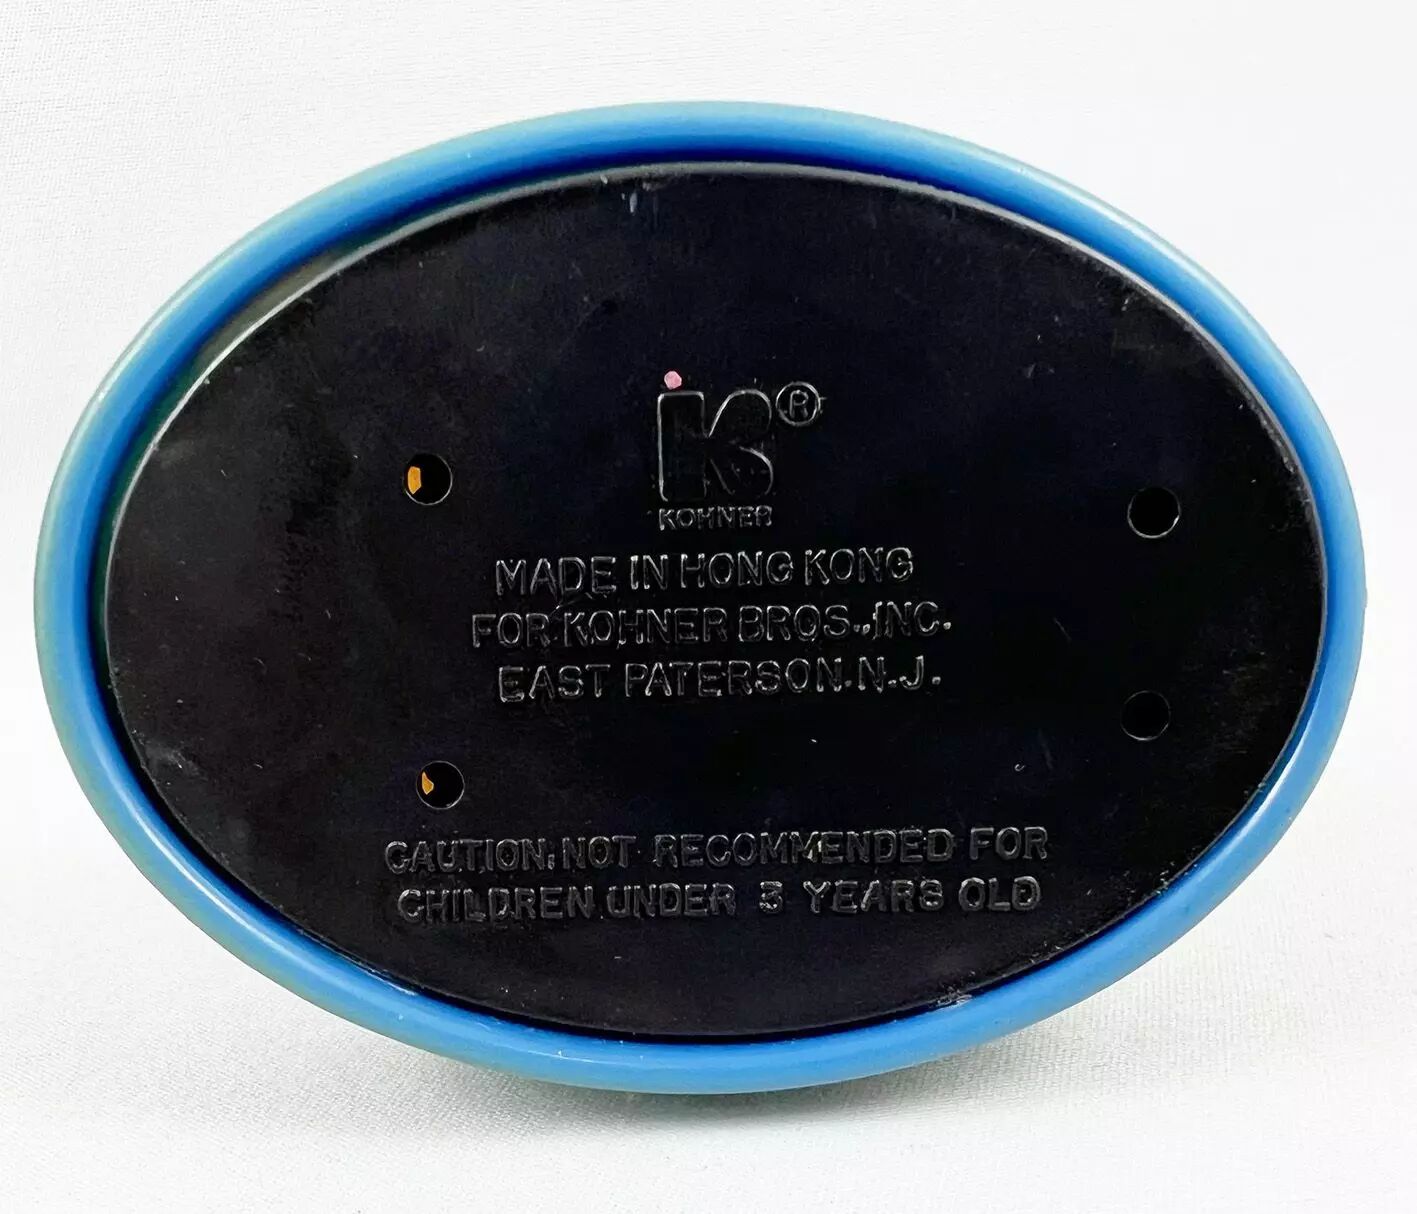 K®
KOHNER
MADE IN HONG KONG
FOR KOHNER BROS., INC.
EAST PATERSON. N. J.
CAUTION: NOT RECOMMENDED FOR
CHILDREN UNDER 3 YEARS OLD